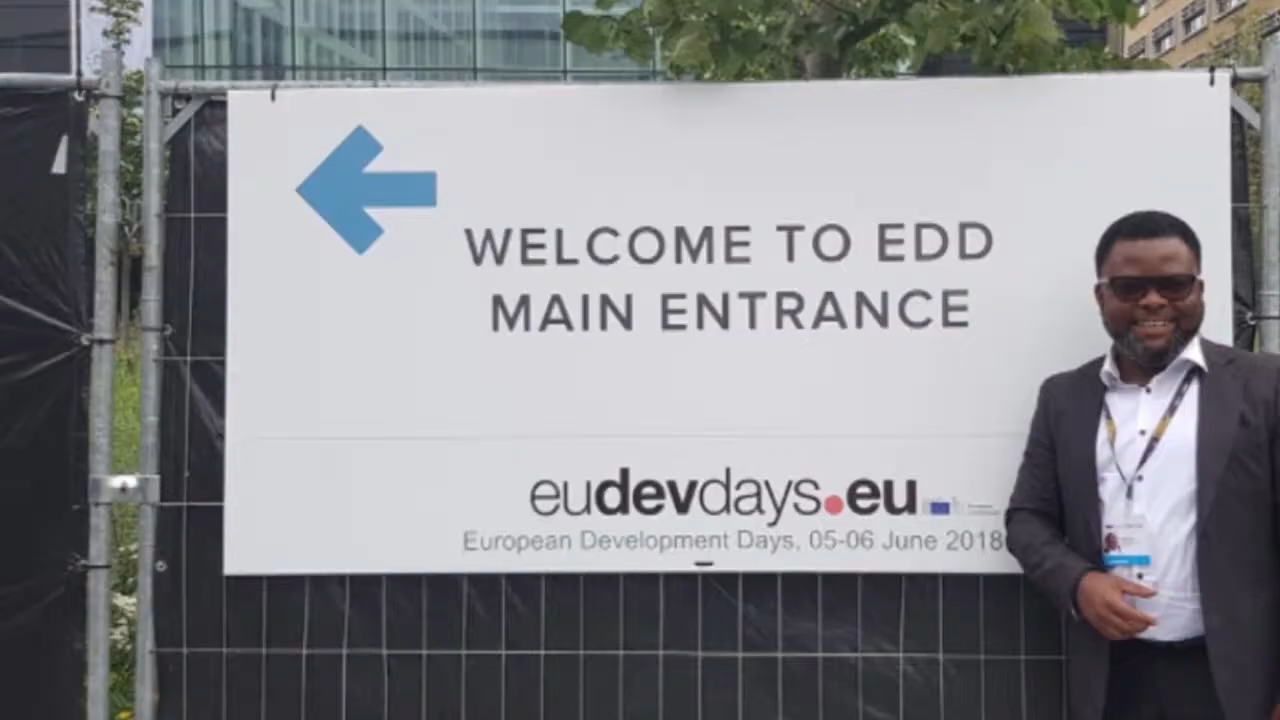 WELCOME TO EDD
MAIN ENTRANCE
eudevdays.eu
European Development Days, 05-06 June 2018